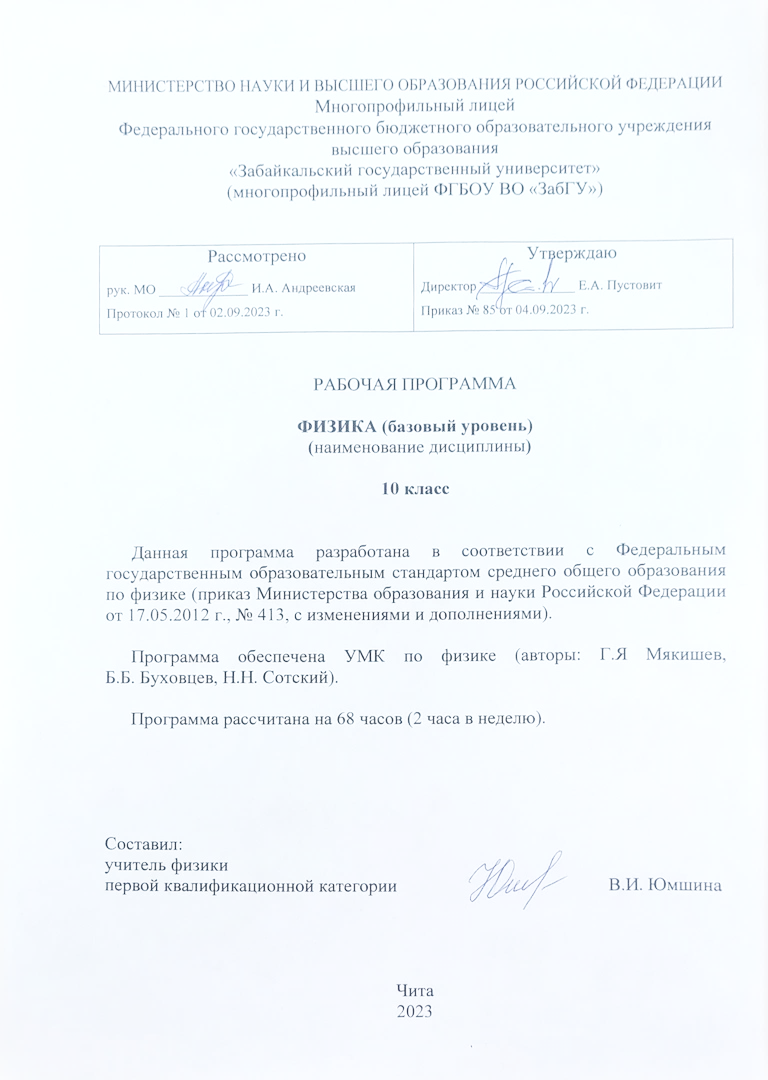 МИНИСТЕРСТВО НАУКИ И ВЫСШЕГО ОБРАЗОВАНИЯ РОССИЙСКОЙ ФЕДЕРАЦИИ
Многопрофильный лицей
Федерального государственного бюджетного образовательного учреждения
высшего образования
«Забайкальский государственный университет»
(многопрофильный лицей ФГБОУ ВО «ЗабГУ»)
Рассмотрено
рук. МО И.А. Андреевская
Протокол № 1 от 02.09.2023 г.
Утверждаю
Директор Е.А. Пустовит
Приказ № 85 от 04.09.2023 г.
РАБОЧАЯ ПРОГРАММА
ФИЗИКА (базовый уровень)
(наименование дисциплины)
10 класс
Данная программа разработана в соответствии с Федеральным
государственным образовательным стандартом среднего общего образования
по физике (приказ Министерства образования и науки Российской Федерации
от 17.05.2012 г., № 413, с изменениями и дополнениями).
Программа обеспечена УМК по физике (авторы: Г.Я Мякишев,
Б.Б. Буховцев, Н.Н. Сотский).
Программа рассчитана на 68 часов (2 часа в неделю).
Составил:
учитель физики
первой квалификационной категории В.И. Юмшина
Чита
2023